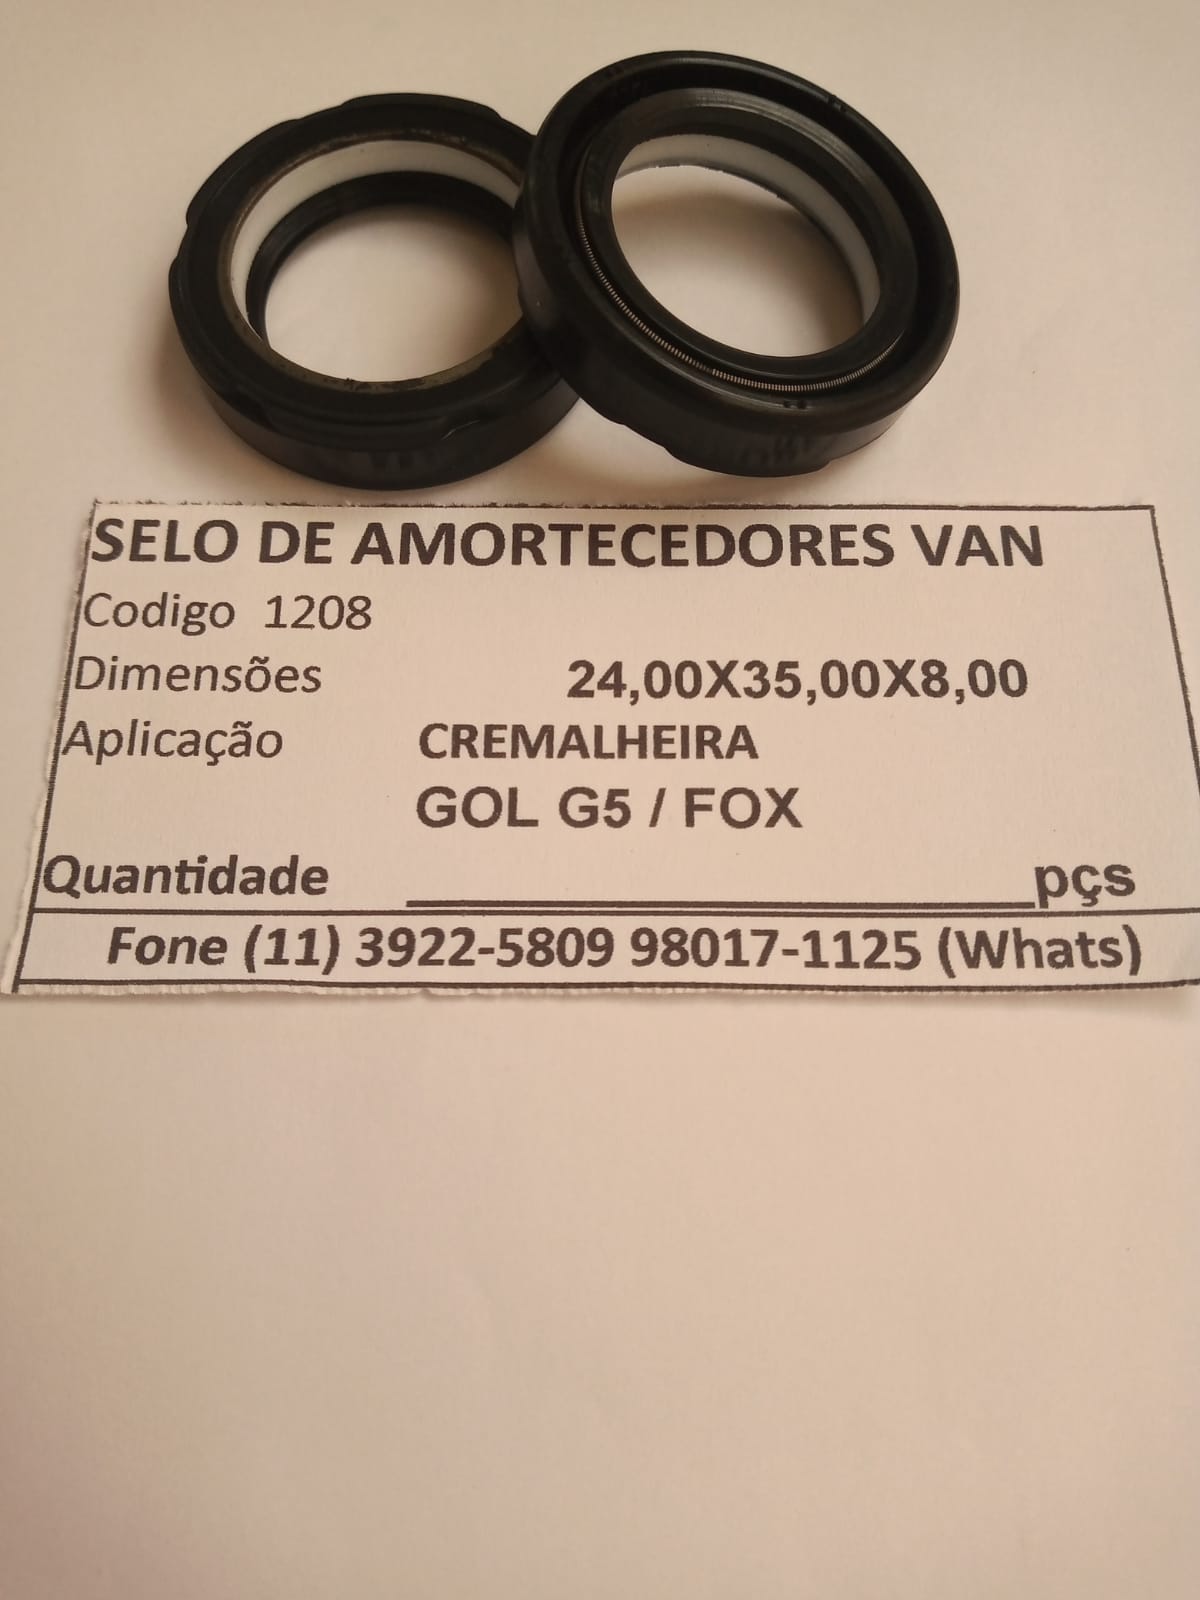 SELO DE AMORTECEDORES VAN
Codigo 1208
Dimensões 24,00X35,00X8,00
Aplicação CREMALHEIRA
GOL G5 / FOX
Quantidade ____________________pçs
Fone (11) 3922-5809 98017-1125 (Whats)